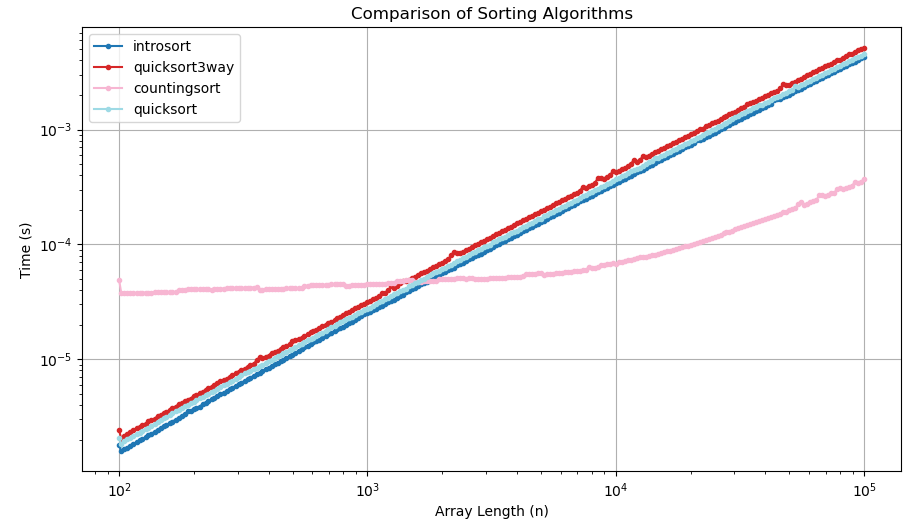 Comparison of Sorting Algorithms
introsort
quicksort3way
countingsort
quicksort
Time (s)
10⁻³
10⁻⁴
10⁻⁵
10²
10³
10⁴
10⁵
Array Length (n)